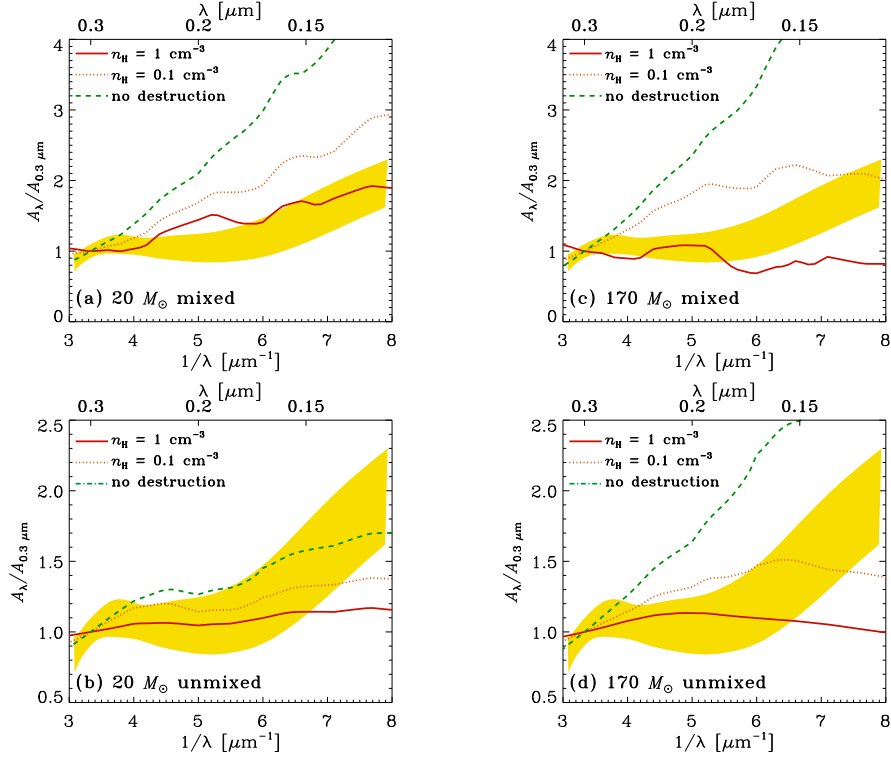 λ [μm]
0.3 0.2 0.15
4
3
2
1
0
A_λ/A_0.3 μm
n_H = 1 cm⁻³
n_H = 0.1 cm⁻³
no destruction
(a) 20 M☉ mixed
3 4 5 6 7 8
1/λ [μm⁻¹]
λ [μm]
0.3 0.2 0.15
4
3
2
1
0
A_λ/A_0.3 μm
n_H = 1 cm⁻³
n_H = 0.1 cm⁻³
no destruction
(c) 170 M☉ mixed
3 4 5 6 7 8
1/λ [μm⁻¹]
λ [μm]
0.3 0.2 0.15
2.5
2.0
1.5
1.0
0.5
A_λ/A_0.3 μm
n_H = 1 cm⁻³
n_H = 0.1 cm⁻³
no destruction
(b) 20 M☉ unmixed
3 4 5 6 7 8
1/λ [μm⁻¹]
λ [μm]
0.3 0.2 0.15
2.5
2.0
1.5
1.0
0.5
A_λ/A_0.3 μm
n_H = 1 cm⁻³
n_H = 0.1 cm⁻³
no destruction
(d) 170 M☉ unmixed
3 4 5 6 7 8
1/λ [μm⁻¹]